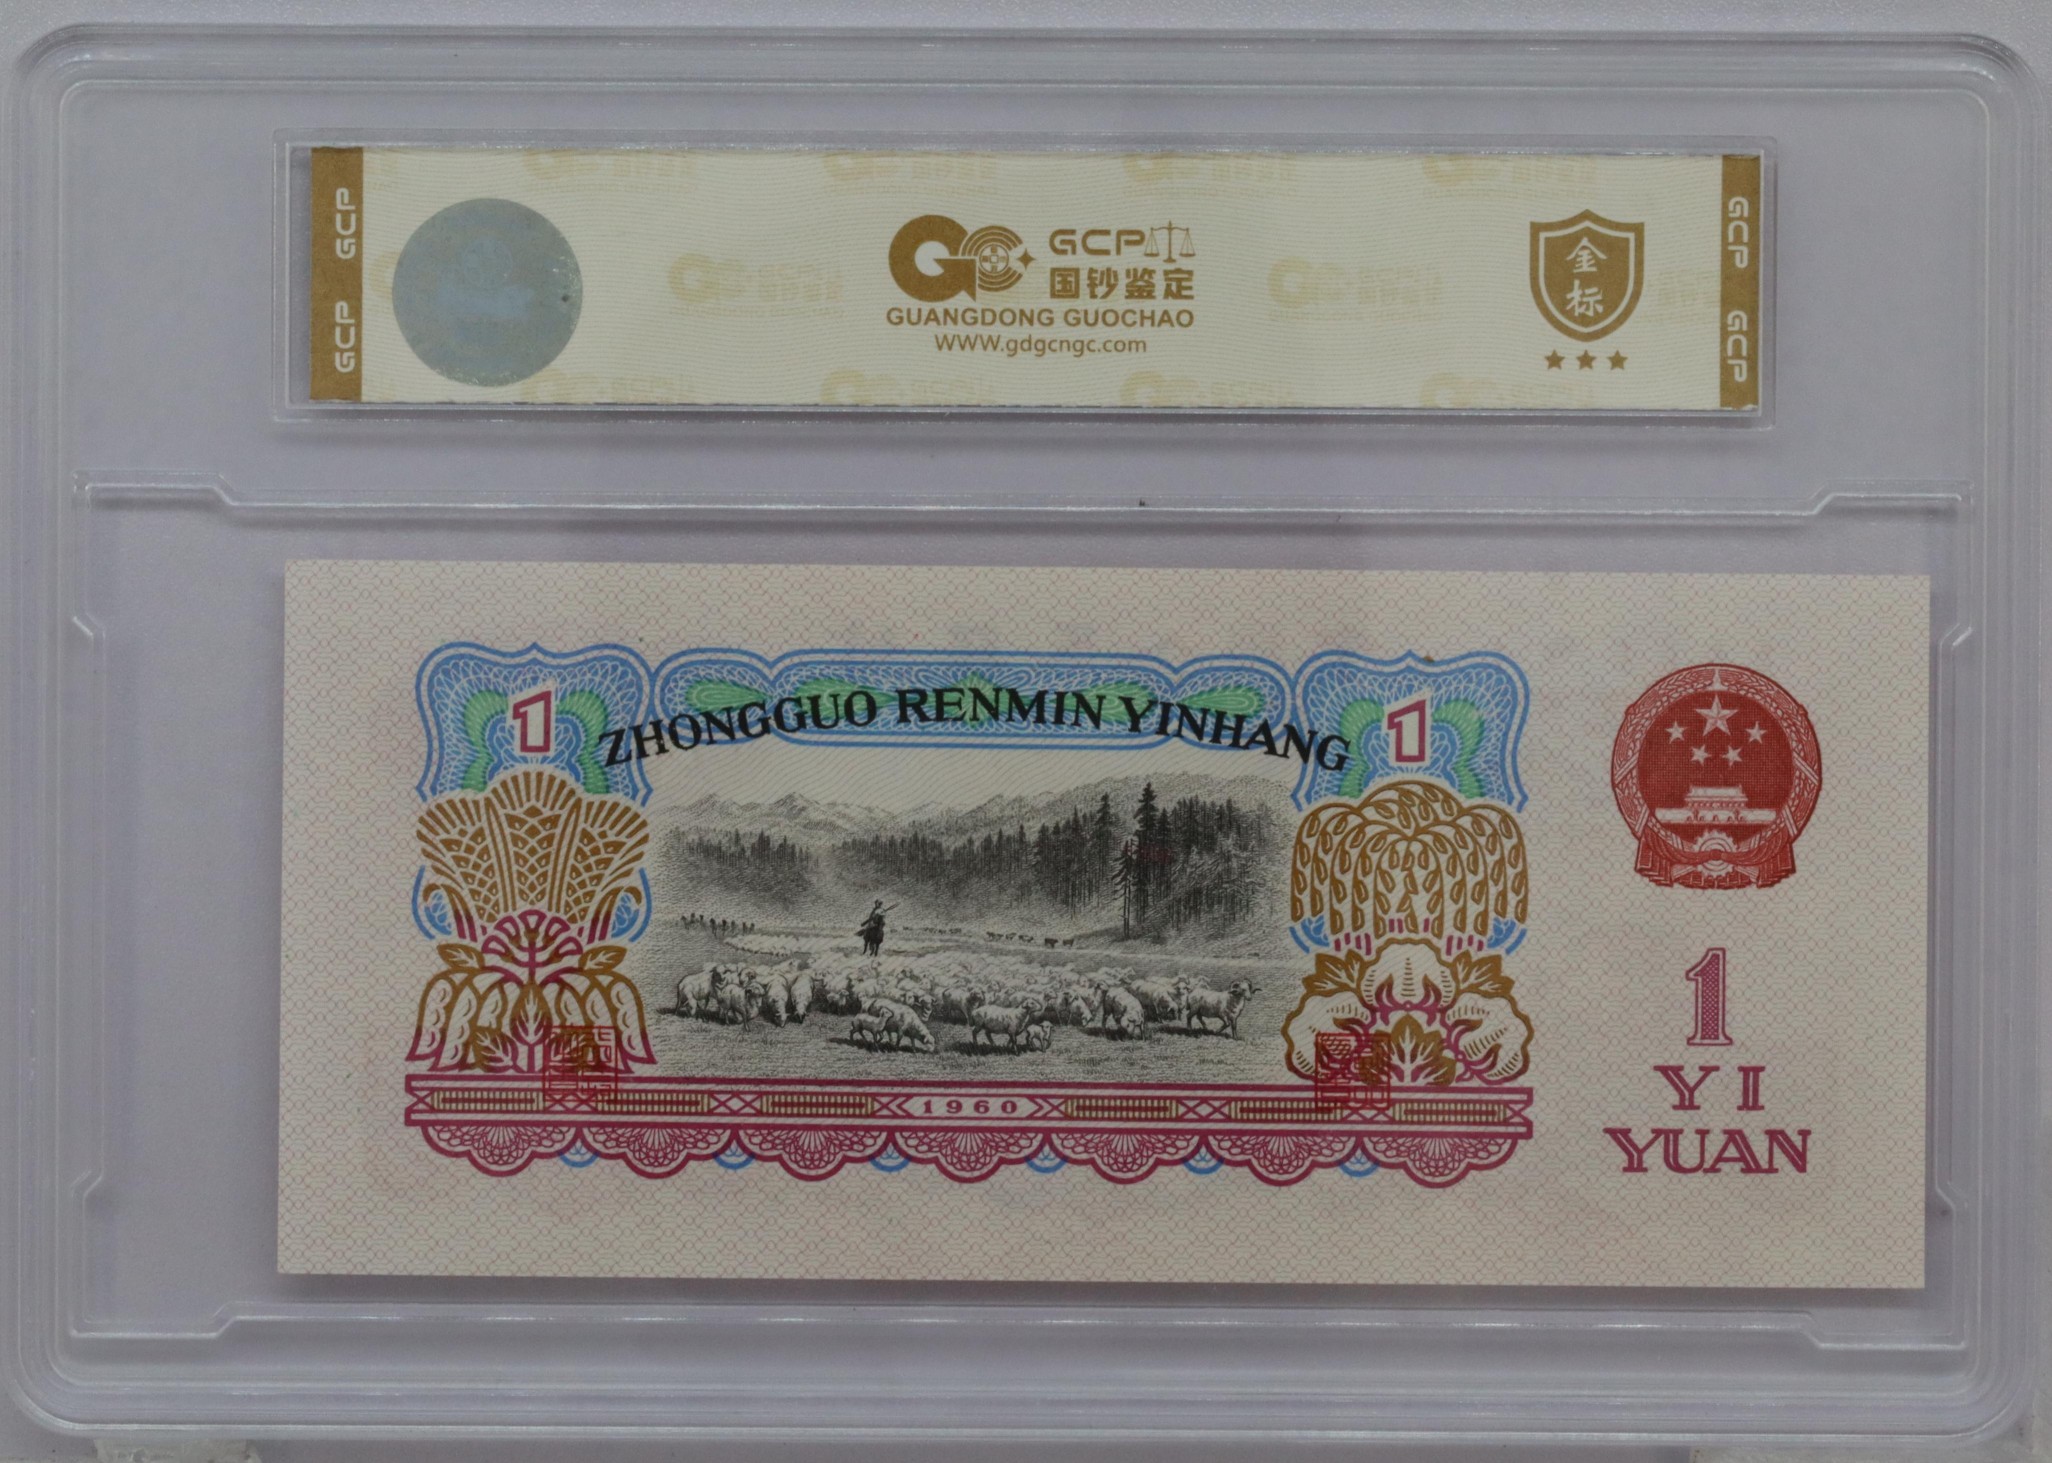 GCP GCP
GCP
国钞鉴定
GUANGDONG GUOCHAO
WWW.gdgcngc.com
金标
GCP GCP
1
ZHONGGUO RENMIN YINHANG
1
1960
1
YI
YUAN